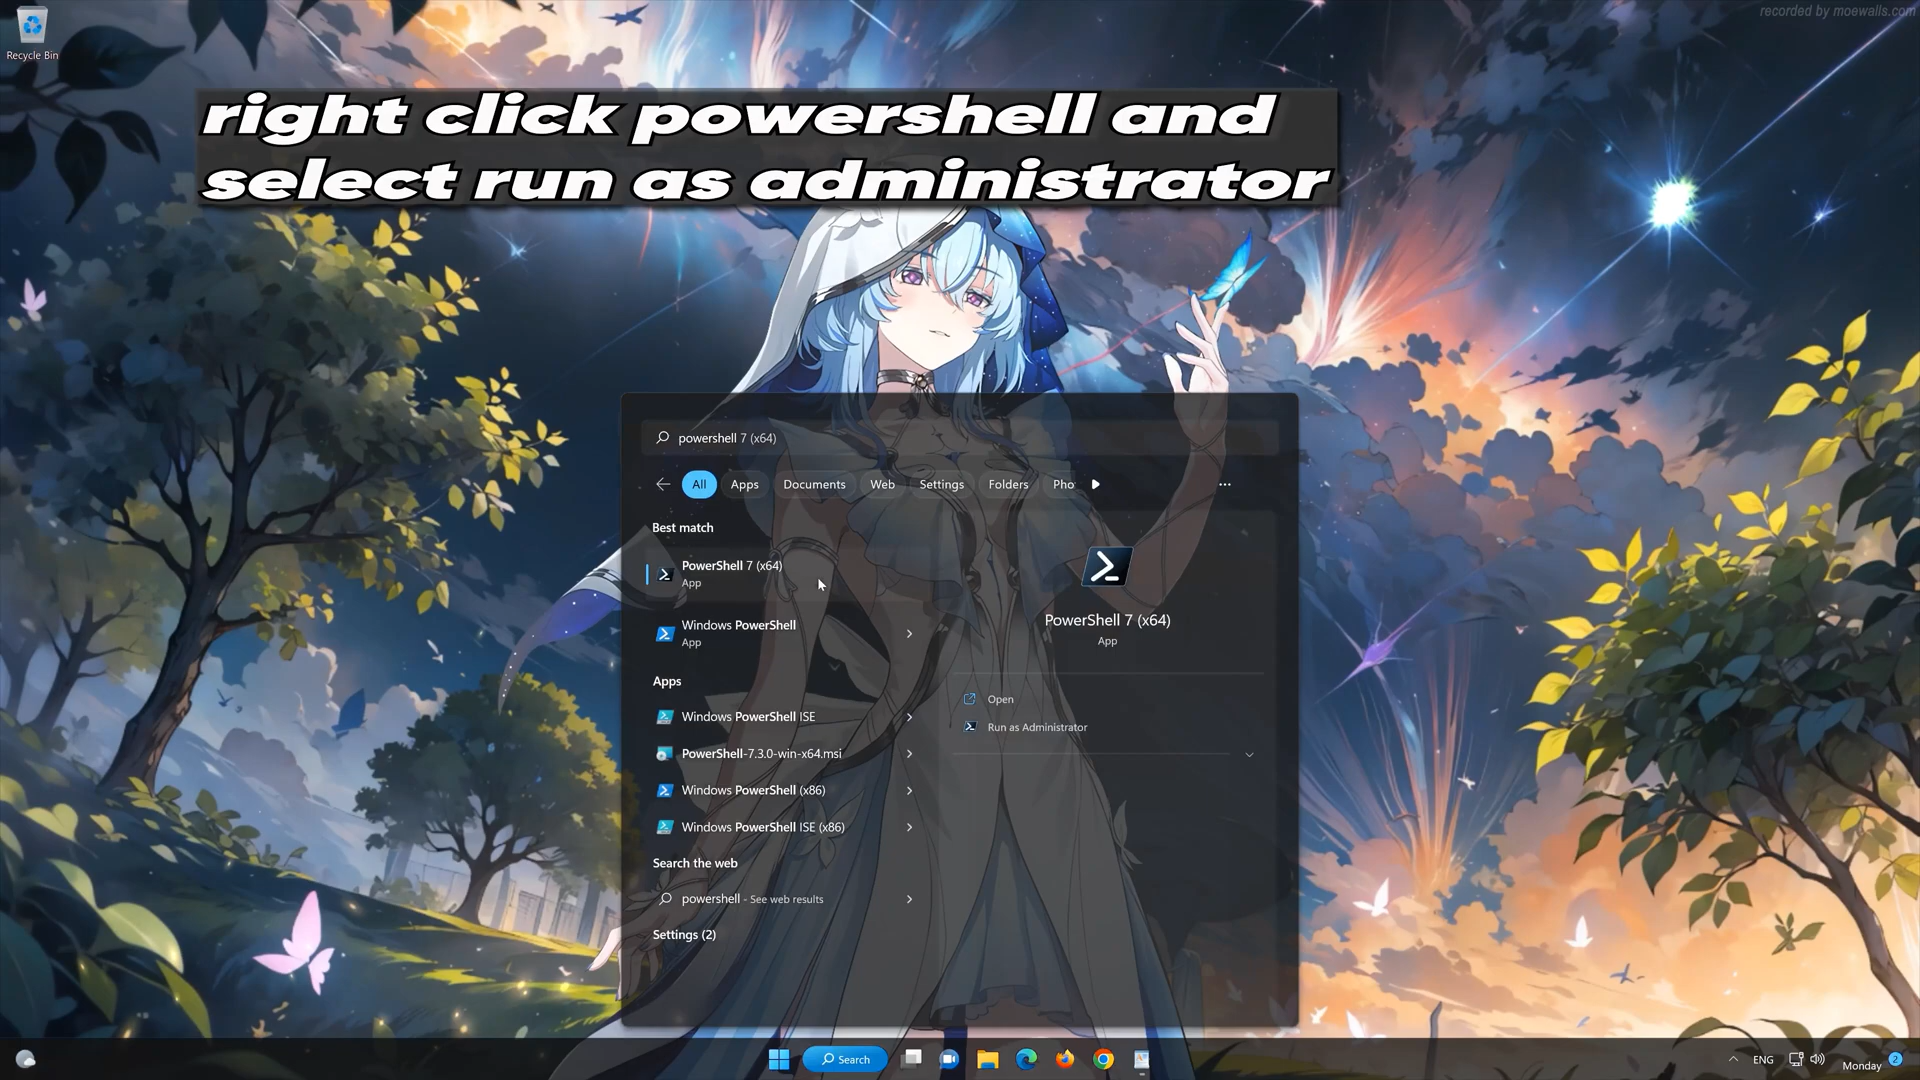 recorded by moewalls.com
Recycle Bin
right click powershell and
select run as administrator
powershell 7 (x64)
All Apps Documents Web Settings Folders Pho
Best match
PowerShell 7 (x64)
App
Windows PowerShell
App
Apps
Windows PowerShell ISE
PowerShell-7.3.0-win-x64.msi
Windows PowerShell (x86)
Windows PowerShell ISE (x86)
Search the web
powershell - See web results
Settings (2)
PowerShell 7 (x64)
App
Open
Run as Administrator
Search
ENG
Monday
2